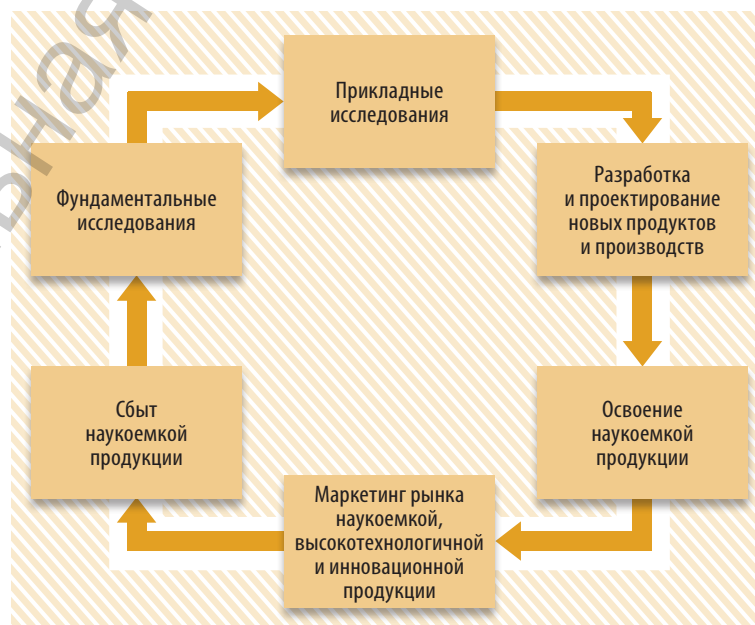 Прикладные
исследования
Фундаментальные
исследования
Разработка
и проектирование
новых продуктов
и производств
Сбыт
наукоемкой
продукции
Освоение
наукоемкой
продукции
Маркетинг рынка
наукоемкой,
высокотехнологичной
и инновационной
продукции